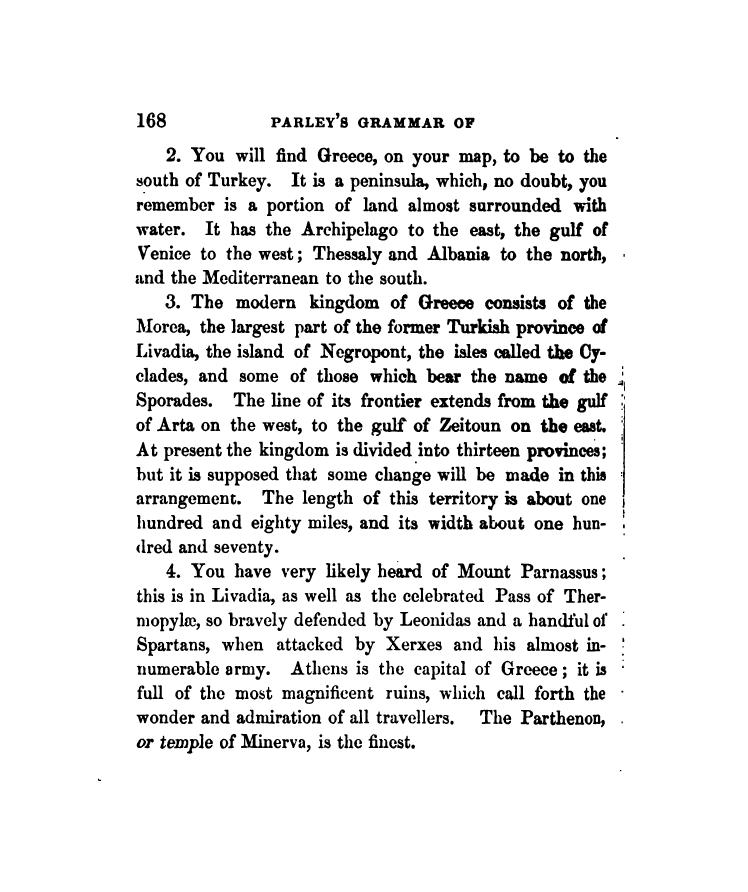 168 PARLEY'S GRAMMAR OF
2. You will find Greece, on your map, to be to the
south of Turkey. It is a peninsula, which, no doubt, you
remember is a portion of land almost surrounded with
water. It has the Archipelago to the east, the gulf of
Venice to the west; Thessaly and Albania to the north,
and the Mediterranean to the south.
3. The modern kingdom of Greece consists of the
Morea, the largest part of the former Turkish province of
Livadia, the island of Negropont, the isles called the Cy-
clades, and some of those which bear the name of the
Sporades. The line of its frontier extends from the gulf
of Arta on the west, to the gulf of Zeitoun on the east.
At present the kingdom is divided into thirteen provinces;
but it is supposed that some change will be made in this
arrangement. The length of this territory is about one
hundred and eighty miles, and its width about one hun-
dred and seventy.
4. You have very likely heard of Mount Parnassus;
this is in Livadia, as well as the celebrated Pass of Ther-
mopylæ, so bravely defended by Leonidas and a handful of
Spartans, when attacked by Xerxes and his almost in-
numerable army. Athens is the capital of Greece; it is
full of the most magnificent ruins, which call forth the
wonder and admiration of all travellers. The Parthenon,
or temple of Minerva, is the finest.